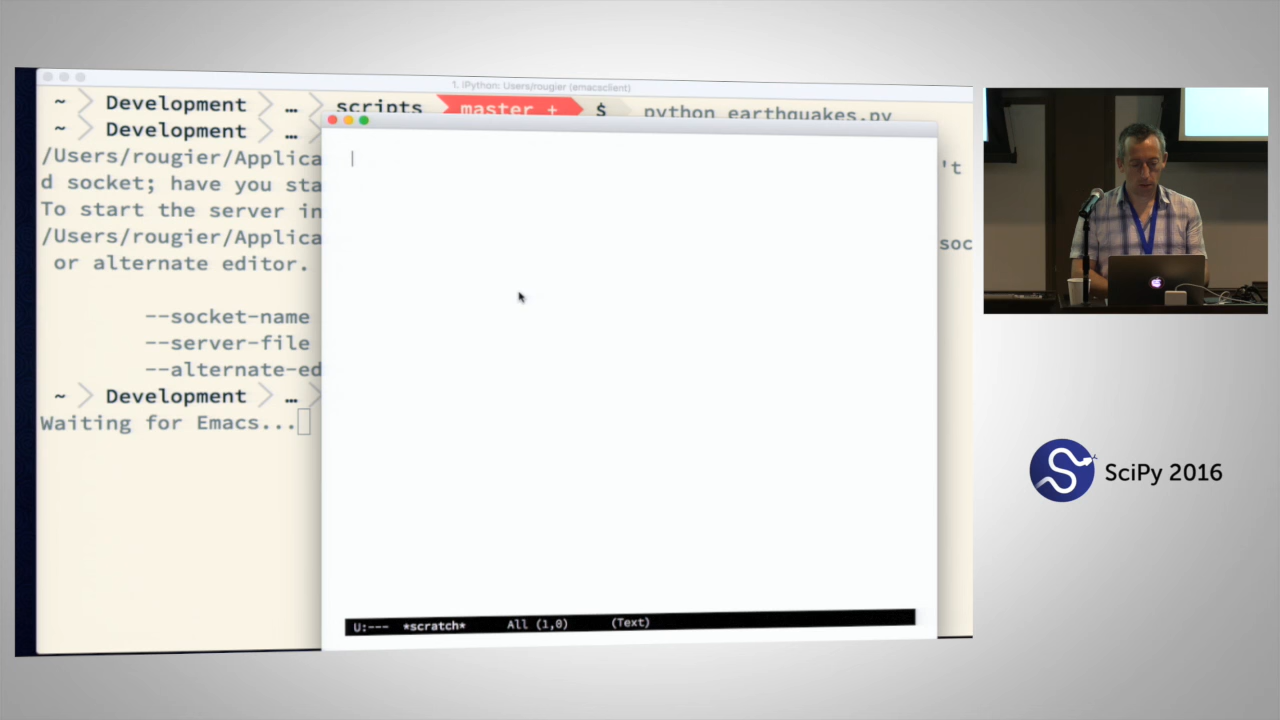 1. IPython: Users/rougier (emacsclient)
~ Development … scripts master + $ python earthquakes.py
~ Development …
/Users/rougier/Applica 't
d socket; have you sta
To start the server in
/Users/rougier/Applica soc
or alternate editor.
--socket-name
--server-file
--alternate-ed
~ Development …
Waiting for Emacs...
U:--- *scratch* All (1,0) (Text)
SciPy 2016